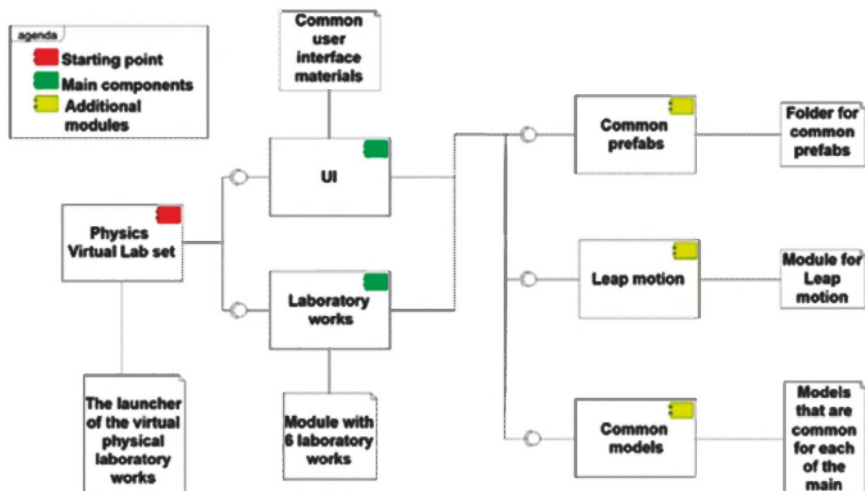 agenda
Starting point
Main components
Additional
modules
Common
user
interface
materials
UI
Physics
Virtual Lab set
Laboratory
works
The launcher
of the virtual
physical
laboratory
works
Module with
6 laboratory
works
Common
prefabs
Folder for
common
prefabs
Leap motion
Module for
Leap
motion
Common
models
Models
that are
common
for each
of the
main